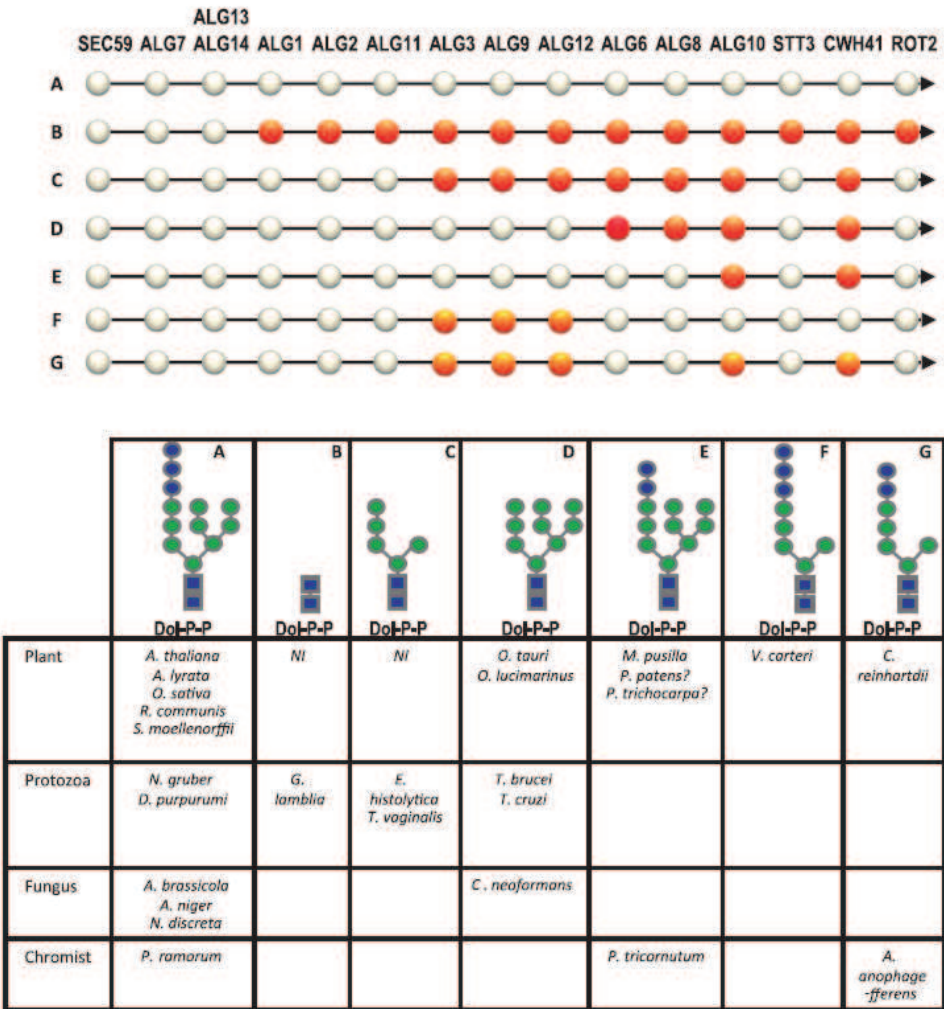 ALG13
SEC59 ALG7 ALG14 ALG1 ALG2 ALG11 ALG3 ALG9 ALG12 ALG6 ALG8 ALG10 STT3 CWH41 ROT2
A
B
C
D
E
F
G
A B C D E F G
Dol-P-P Dol-P-P Dol-P-P Dol-P-P Dol-P-P Dol-P-P Dol-P-P
Plant
A. thaliana
A. lyrata
O. sativa
R. communis
S. moellenorffii
NI
NI
O. tauri
O. lucimarinus
M. pusilla
P. patens?
P. trichocarpa?
V. carteri
C.
reinhardtii
Protozoa
N. gruber
D. purpurumi
G.
lamblia
E.
histolytica
T. vaginalis
T. brucei
T. cruzi
Fungus
A. brassicola
A. niger
N. discreta
C. neoformans
Chromist
P. ramorum
P. tricornutum
A.
anophage
-fferens